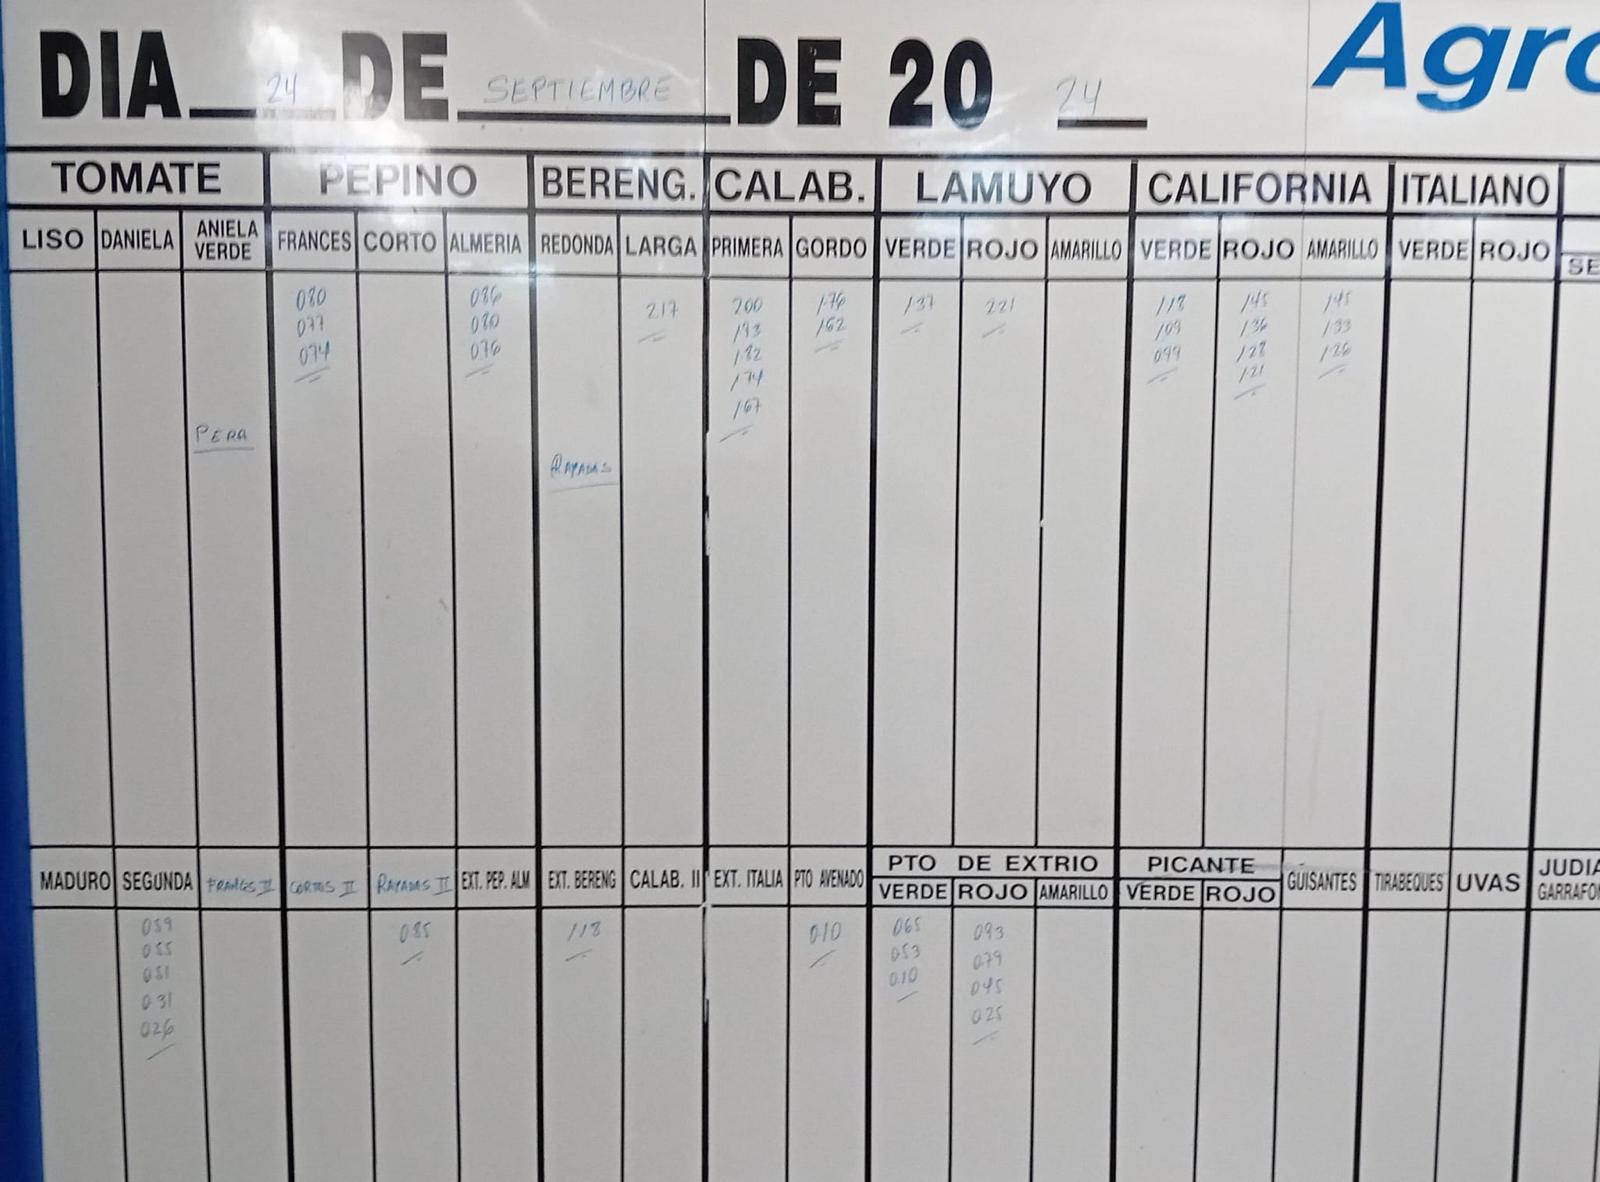 DIA 24 DE SEPTIEMBRE DE 20 24
Agro
TOMATE PEPINO BERENG. CALAB. LAMUYO CALIFORNIA ITALIANO
LISO DANIELA ANIELA VERDE FRANCES CORTO ALMERIA REDONDA LARGA PRIMERA GORDO VERDE ROJO AMARILLO VERDE ROJO AMARILLO VERDE ROJO SE
080 086 217 200 176 137 221 118 145 145
077 080 193 162 109 136 133
074 076 182 099 128 126
174 121
167
PERA
RAYADAS
MADURO SEGUNDA FRANCES II CORTOS II RAYADAS II EXT. PEP. ALM EXT. BERENG CALAB. II EXT. ITALIA PTO AVENADO
PTO DE EXTRIO PICANTE
VERDE ROJO AMARILLO VERDE ROJO GUISANTES TIRABEQUES UVAS JUDIA GARRAFO
059 085 118 010 065 093
055 053 079
051 010 045
031 025
026